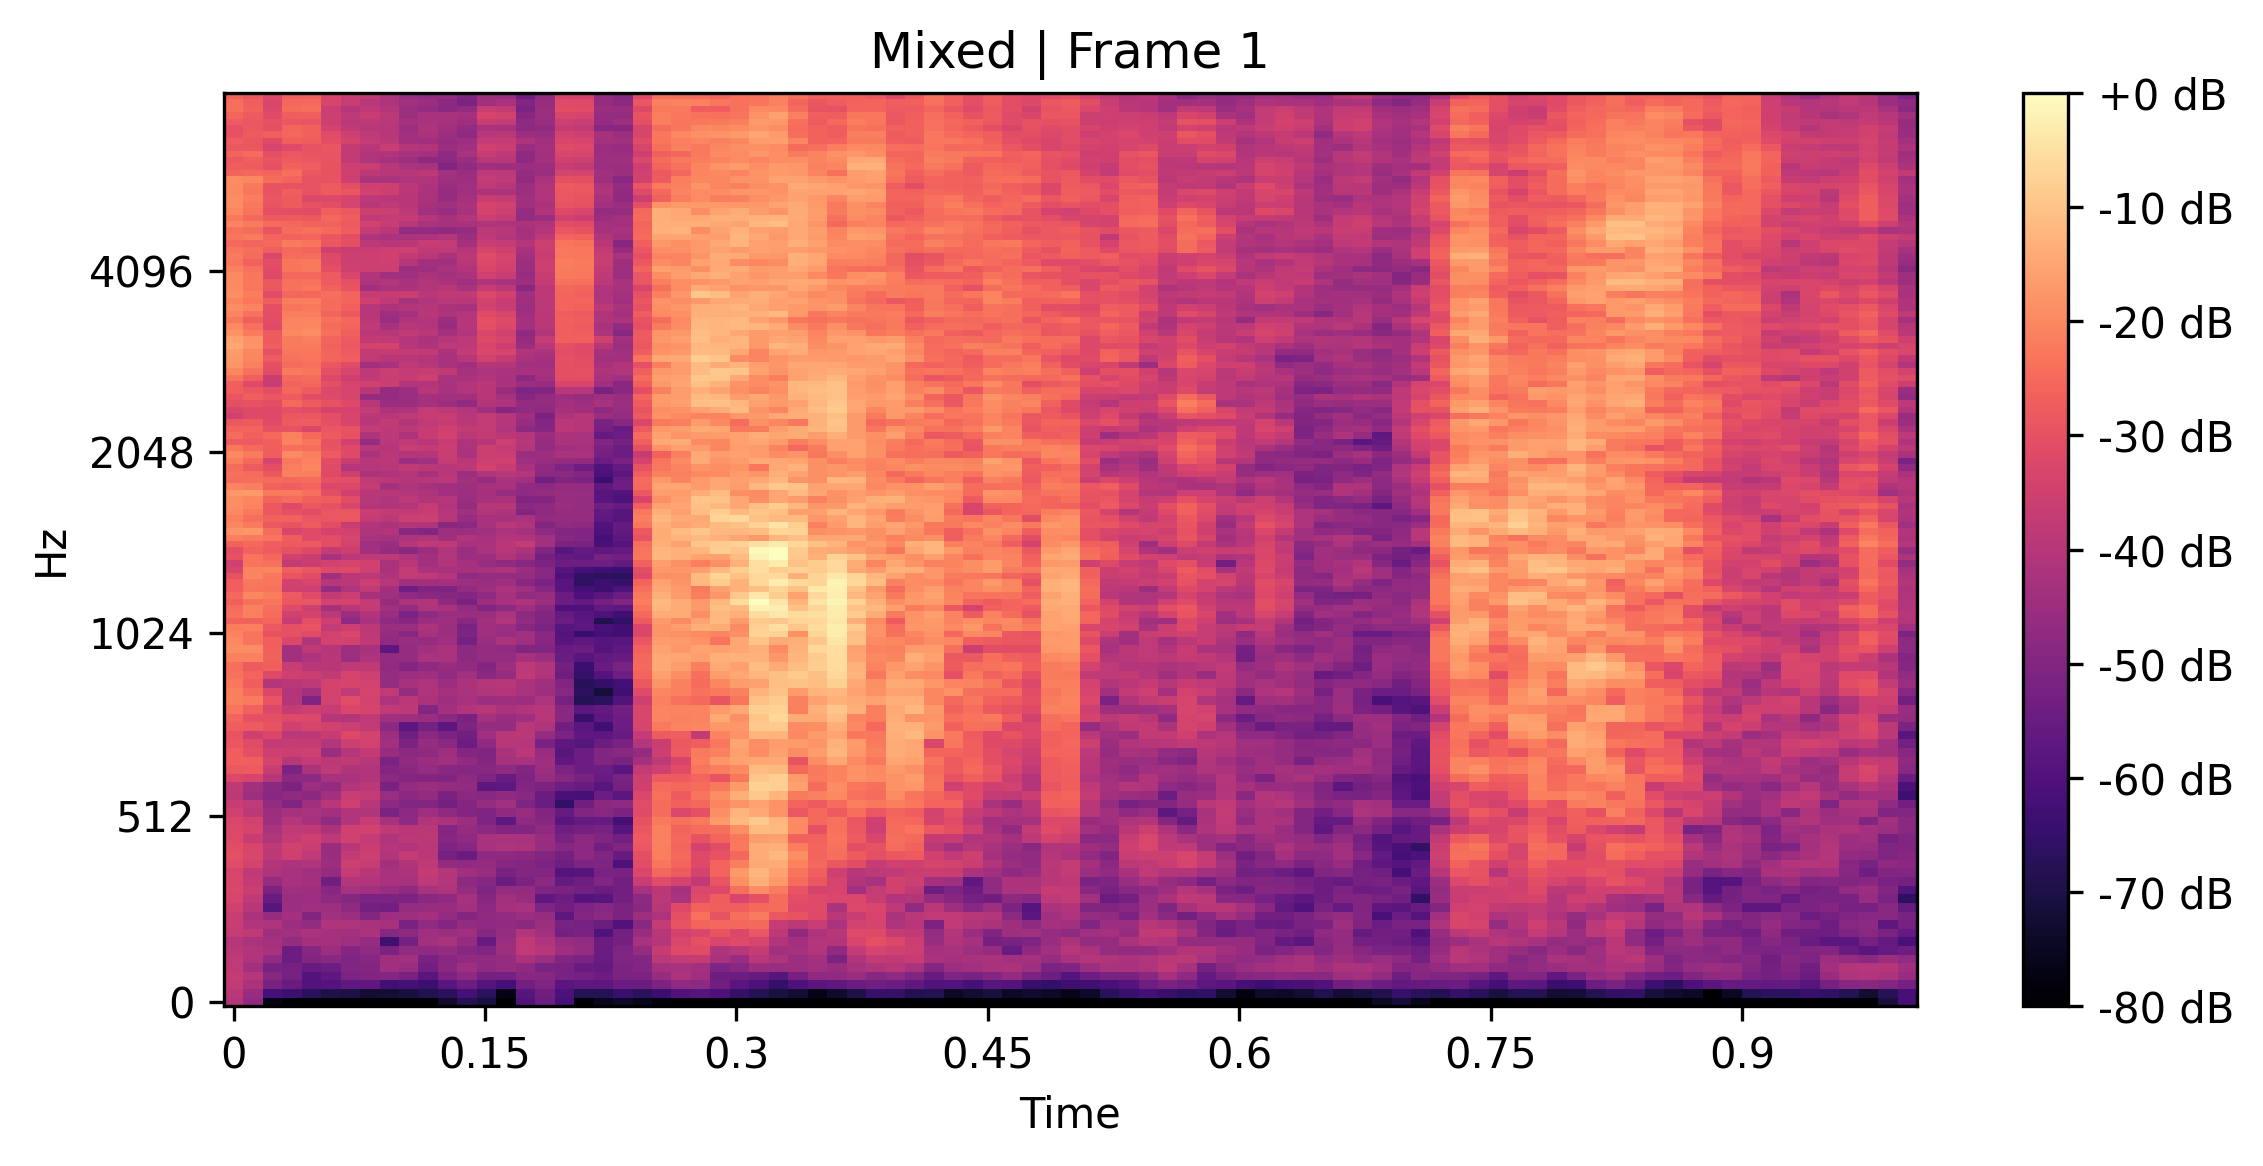 Mixed | Frame 1
+0 dB
-10 dB
-20 dB
-30 dB
-40 dB
-50 dB
-60 dB
-70 dB
-80 dB
Hz
4096
2048
1024
512
0
0 0.15 0.3 0.45 0.6 0.75 0.9
Time